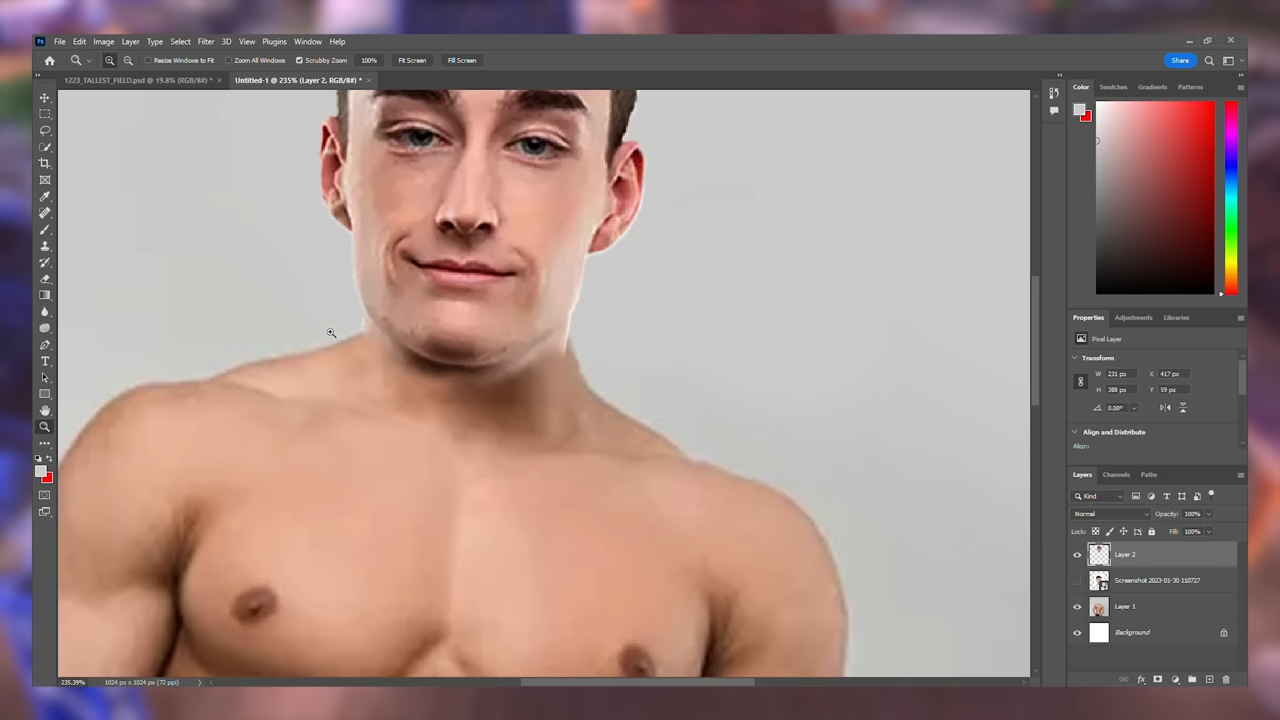 Ps File Edit Image Layer Type Select Filter 3D View Plugins Window Help
Resize Windows to Fit Zoom All Windows Scrubby Zoom 100% Fit Screen Fill Screen Share
1223_TALLEST_FIELD.psd @ 19.8% (RGB/8#) * × Untitled-1 @ 235% (Layer 2, RGB/8#) * ×
Color Swatches Gradients Patterns
Properties Adjustments Libraries
Pixel Layer
Transform
W 231 px X 417 px
H 388 px Y 59 px
0.00°
Align and Distribute
Align:
Layers Channels Paths
Kind
Normal Opacity: 100%
Lock: Fill: 100%
Layer 2
Screenshot 2023-01-30 110727
Layer 1
Background
235.39% 1024 px x 1024 px (72 ppi)